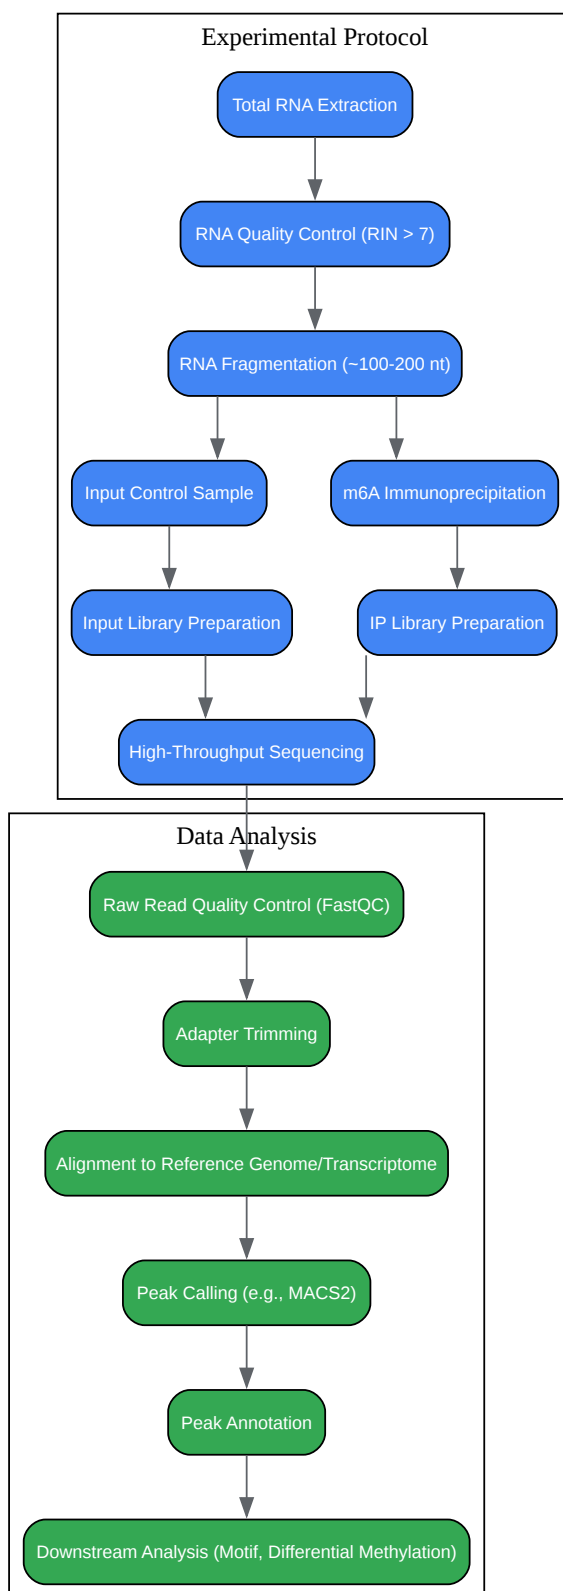 Experimental Protocol
Total RNA Extraction
RNA Quality Control (RIN > 7)
RNA Fragmentation (~100-200 nt)
Input Control Sample
m6A Immunoprecipitation
Input Library Preparation
IP Library Preparation
High-Throughput Sequencing
Data Analysis
Raw Read Quality Control (FastQC)
Adapter Trimming
Alignment to Reference Genome/Transcriptome
Peak Calling (e.g., MACS2)
Peak Annotation
Downstream Analysis (Motif, Differential Methylation)